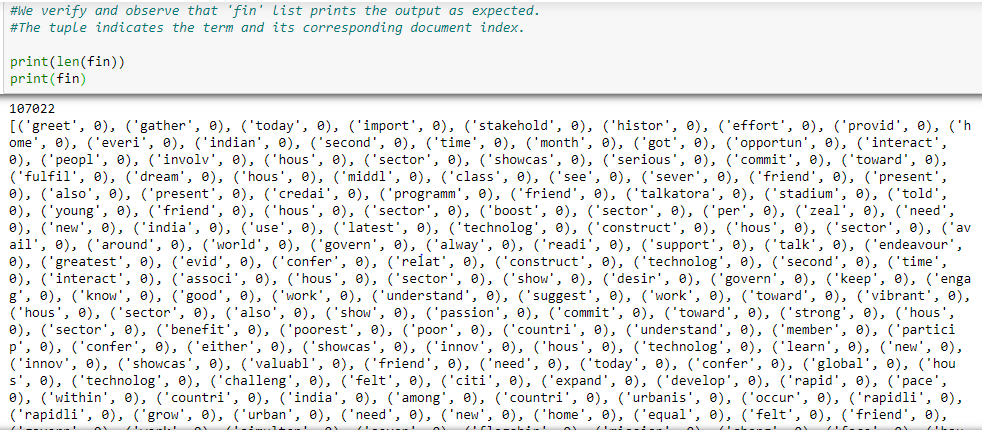 #We verify and observe that 'fin' list prints the output as expected.
#The tuple indicates the term and its corresponding document index.
print(len(fin))
print(fin)
107022
[('greet', 0), ('gather', 0), ('today', 0), ('import', 0), ('stakehold', 0), ('histor', 0), ('effort', 0), ('provid', 0), ('h
ome', 0), ('everi', 0), ('indian', 0), ('second', 0), ('time', 0), ('month', 0), ('got', 0), ('opportun', 0), ('interact',
0), ('peopl', 0), ('involv', 0), ('hous', 0), ('sector', 0), ('showcas', 0), ('serious', 0), ('commit', 0), ('toward', 0),
('fulfil', 0), ('dream', 0), ('hous', 0), ('middl', 0), ('class', 0), ('see', 0), ('sever', 0), ('friend', 0), ('present',
0), ('also', 0), ('present', 0), ('credai', 0), ('programm', 0), ('friend', 0), ('talkatora', 0), ('stadium', 0), ('told',
0), ('young', 0), ('friend', 0), ('hous', 0), ('sector', 0), ('boost', 0), ('sector', 0), ('per', 0), ('zeal', 0), ('need',
0), ('new', 0), ('india', 0), ('use', 0), ('latest', 0), ('technolog', 0), ('construct', 0), ('hous', 0), ('sector', 0), ('av
ail', 0), ('around', 0), ('world', 0), ('govern', 0), ('alway', 0), ('readi', 0), ('support', 0), ('talk', 0), ('endeavour',
0), ('greatest', 0), ('evid', 0), ('confer', 0), ('relat', 0), ('construct', 0), ('technolog', 0), ('second', 0), ('time',
0), ('interact', 0), ('associ', 0), ('hous', 0), ('sector', 0), ('show', 0), ('desir', 0), ('govern', 0), ('keep', 0), ('enga
g', 0), ('know', 0), ('good', 0), ('work', 0), ('understand', 0), ('suggest', 0), ('work', 0), ('toward', 0), ('vibrant', 0),
('hous', 0), ('sector', 0), ('also', 0), ('show', 0), ('passion', 0), ('commit', 0), ('toward', 0), ('strong', 0), ('hous',
0), ('sector', 0), ('benefit', 0), ('poorest', 0), ('poor', 0), ('countri', 0), ('understand', 0), ('member', 0), ('partici
p', 0), ('confer', 0), ('either', 0), ('showcas', 0), ('innov', 0), ('hous', 0), ('technolog', 0), ('learn', 0), ('new', 0),
('innov', 0), ('showcas', 0), ('valuabl', 0), ('friend', 0), ('need', 0), ('today', 0), ('confer', 0), ('global', 0), ('hou
s', 0), ('technolog', 0), ('challeng', 0), ('felt', 0), ('citi', 0), ('expand', 0), ('develop', 0), ('rapid', 0), ('pace',
0), ('within', 0), ('countri', 0), ('india', 0), ('among', 0), ('countri', 0), ('urbanis', 0), ('occur', 0), ('rapidli', 0),
('rapidli', 0), ('grow', 0), ('urban', 0), ('need', 0), ('new', 0), ('home', 0), ('equal', 0), ('felt', 0), ('friend', 0),